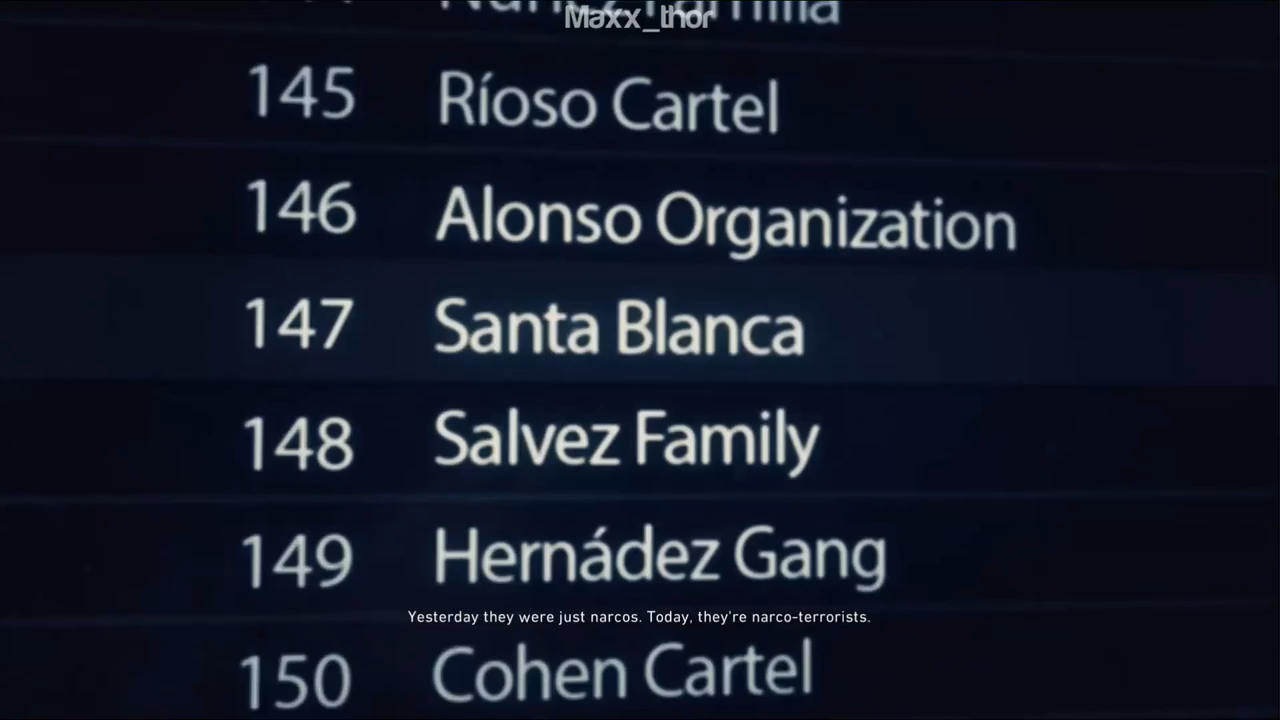 Maxx_thor
145 Ríoso Cartel
146 Alonso Organization
147 Santa Blanca
148 Salvez Family
149 Hernádez Gang
Yesterday they were just narcos. Today, they're narco-terrorists.
150 Cohen Cartel